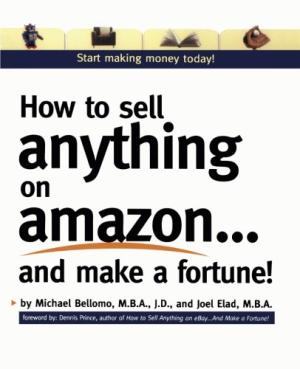 Start making money today!
How to sell
anything
on
amazon...
and make a fortune!
by Michael Bellomo, M.B.A., J.D., and Joel Elad, M.B.A.
foreword by: Dennis Prince, author of How to Sell Anything on eBay...And Make a Fortune!